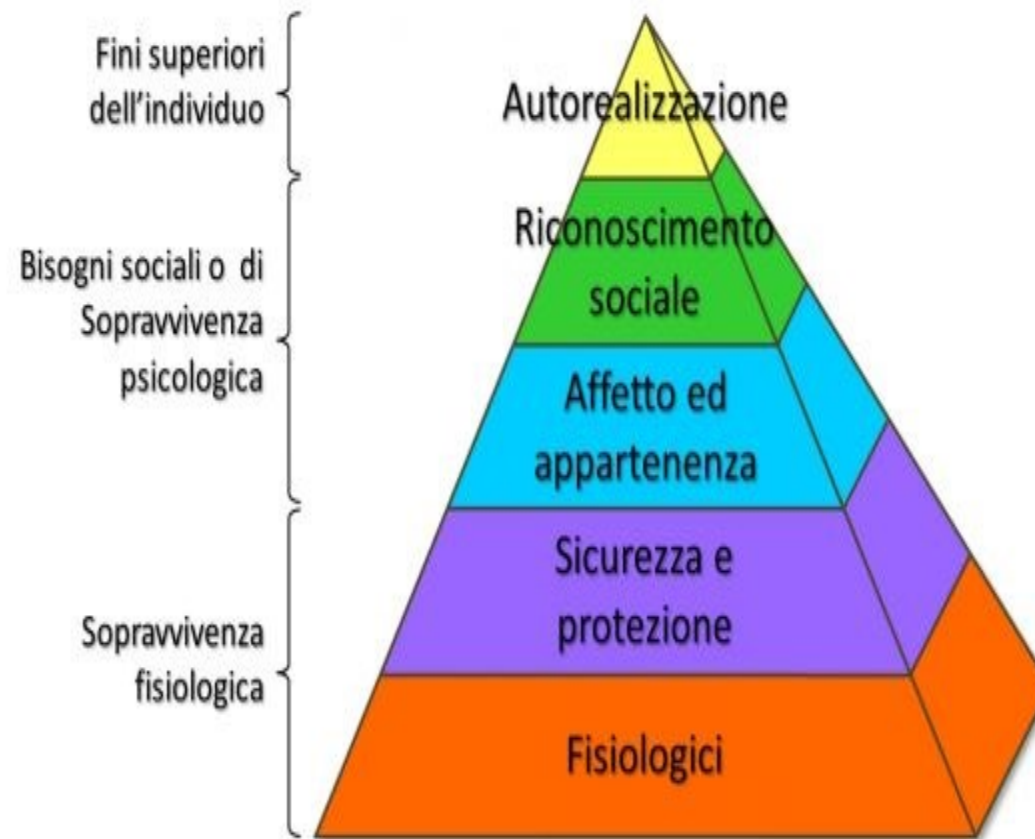 Fini superiori
dell'individuo
Autorealizzazione
Riconoscimento
sociale
Bisogni sociali o di
Sopravvivenza
psicologica
Affetto ed
appartenenza
Sicurezza e
protezione
Sopravvivenza
fisiologica
Fisiologici